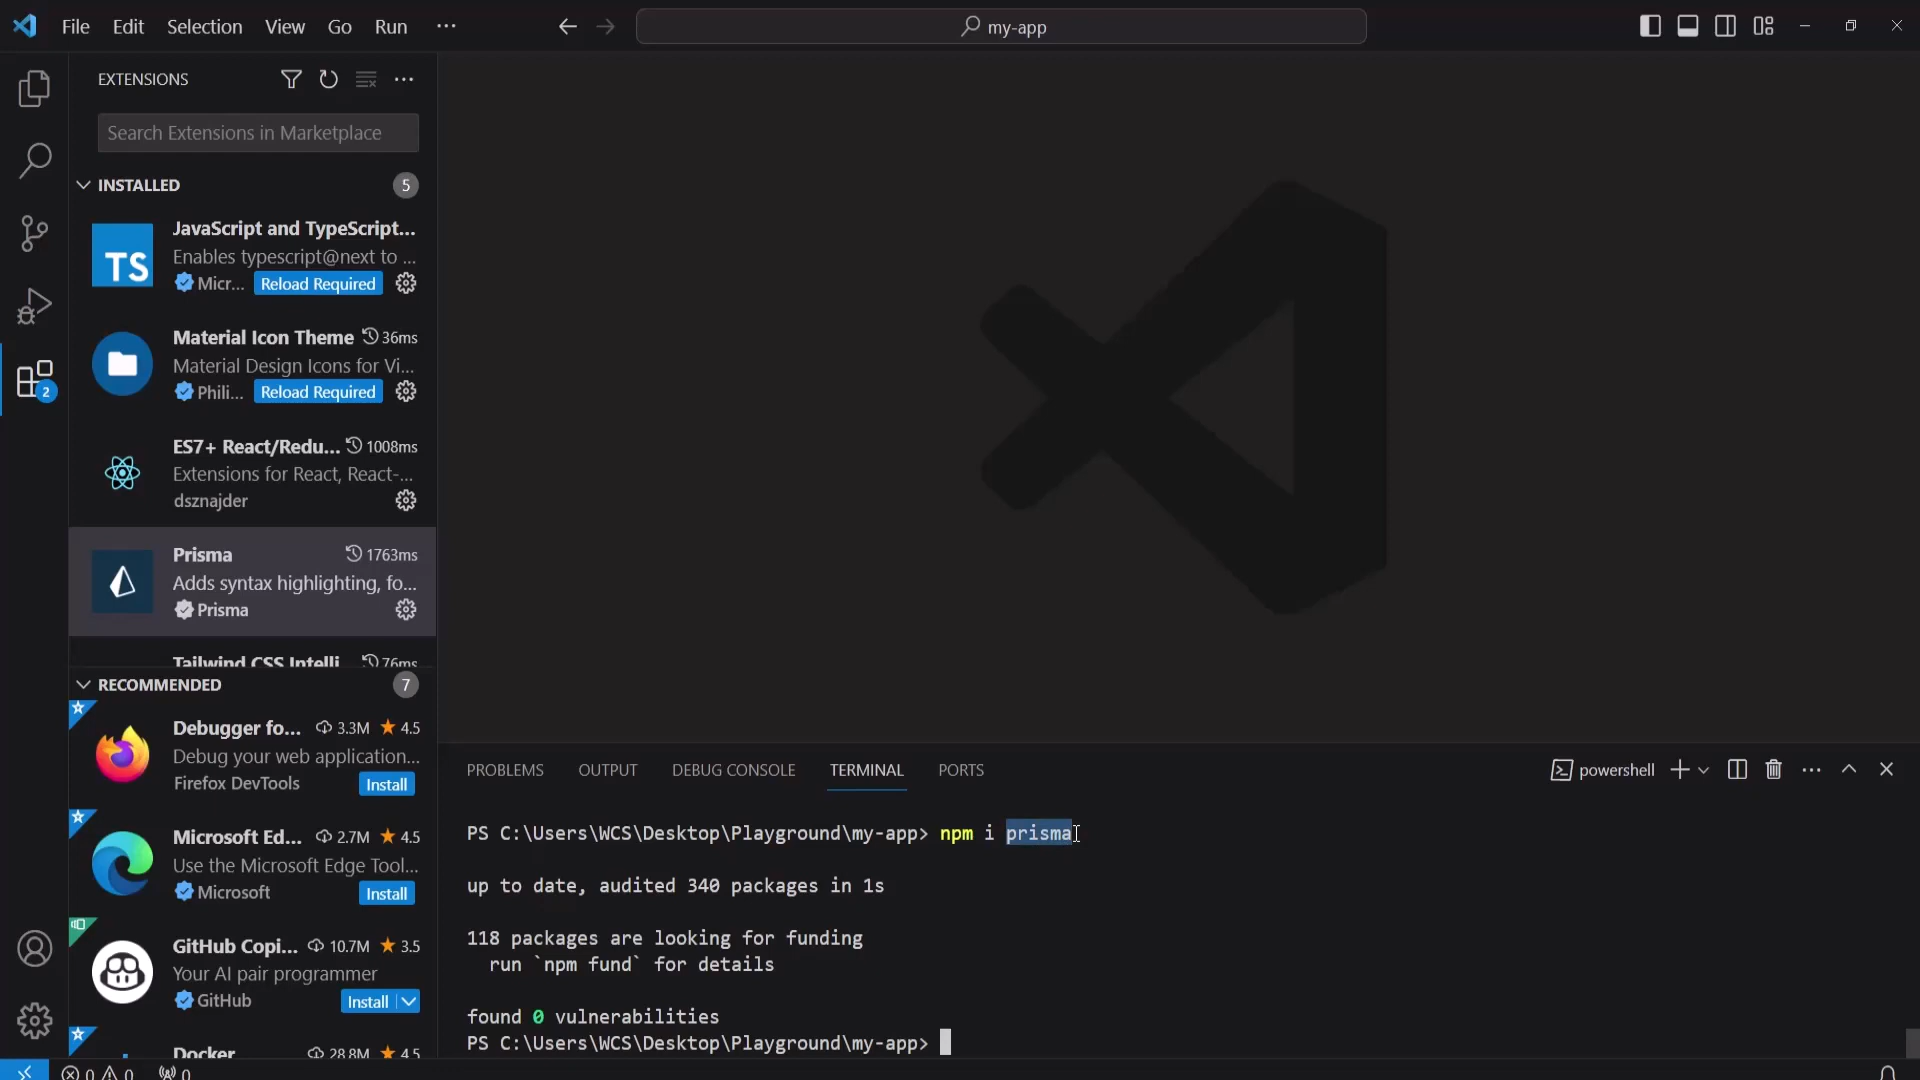 File Edit Selection View Go Run ···
my-app
EXTENSIONS
Search Extensions in Marketplace
INSTALLED 5
TS
JavaScript and TypeScript...
Enables typescript@next to ...
Micr... Reload Required
Material Icon Theme 36ms
Material Design Icons for Vi...
Phili... Reload Required
ES7+ React/Redu... 1008ms
Extensions for React, React-...
dsznajder
Prisma 1763ms
Adds syntax highlighting, fo...
Prisma
Tailwind CSS Intelli 76ms
2
RECOMMENDED 7
Debugger fo... 3.3M 4.5
Debug your web application...
Firefox DevTools Install
Microsoft Ed... 2.7M 4.5
Use the Microsoft Edge Tool...
Microsoft Install
GitHub Copi... 10.7M 3.5
Your AI pair programmer
GitHub Install
Docker 28.8M 4.5
PROBLEMS OUTPUT DEBUG CONSOLE TERMINAL PORTS
powershell
PS C:\Users\WCS\Desktop\Playground\my-app> npm i prisma
up to date, audited 340 packages in 1s
118 packages are looking for funding
run `npm fund` for details
found 0 vulnerabilities
PS C:\Users\WCS\Desktop\Playground\my-app>
0 0 0